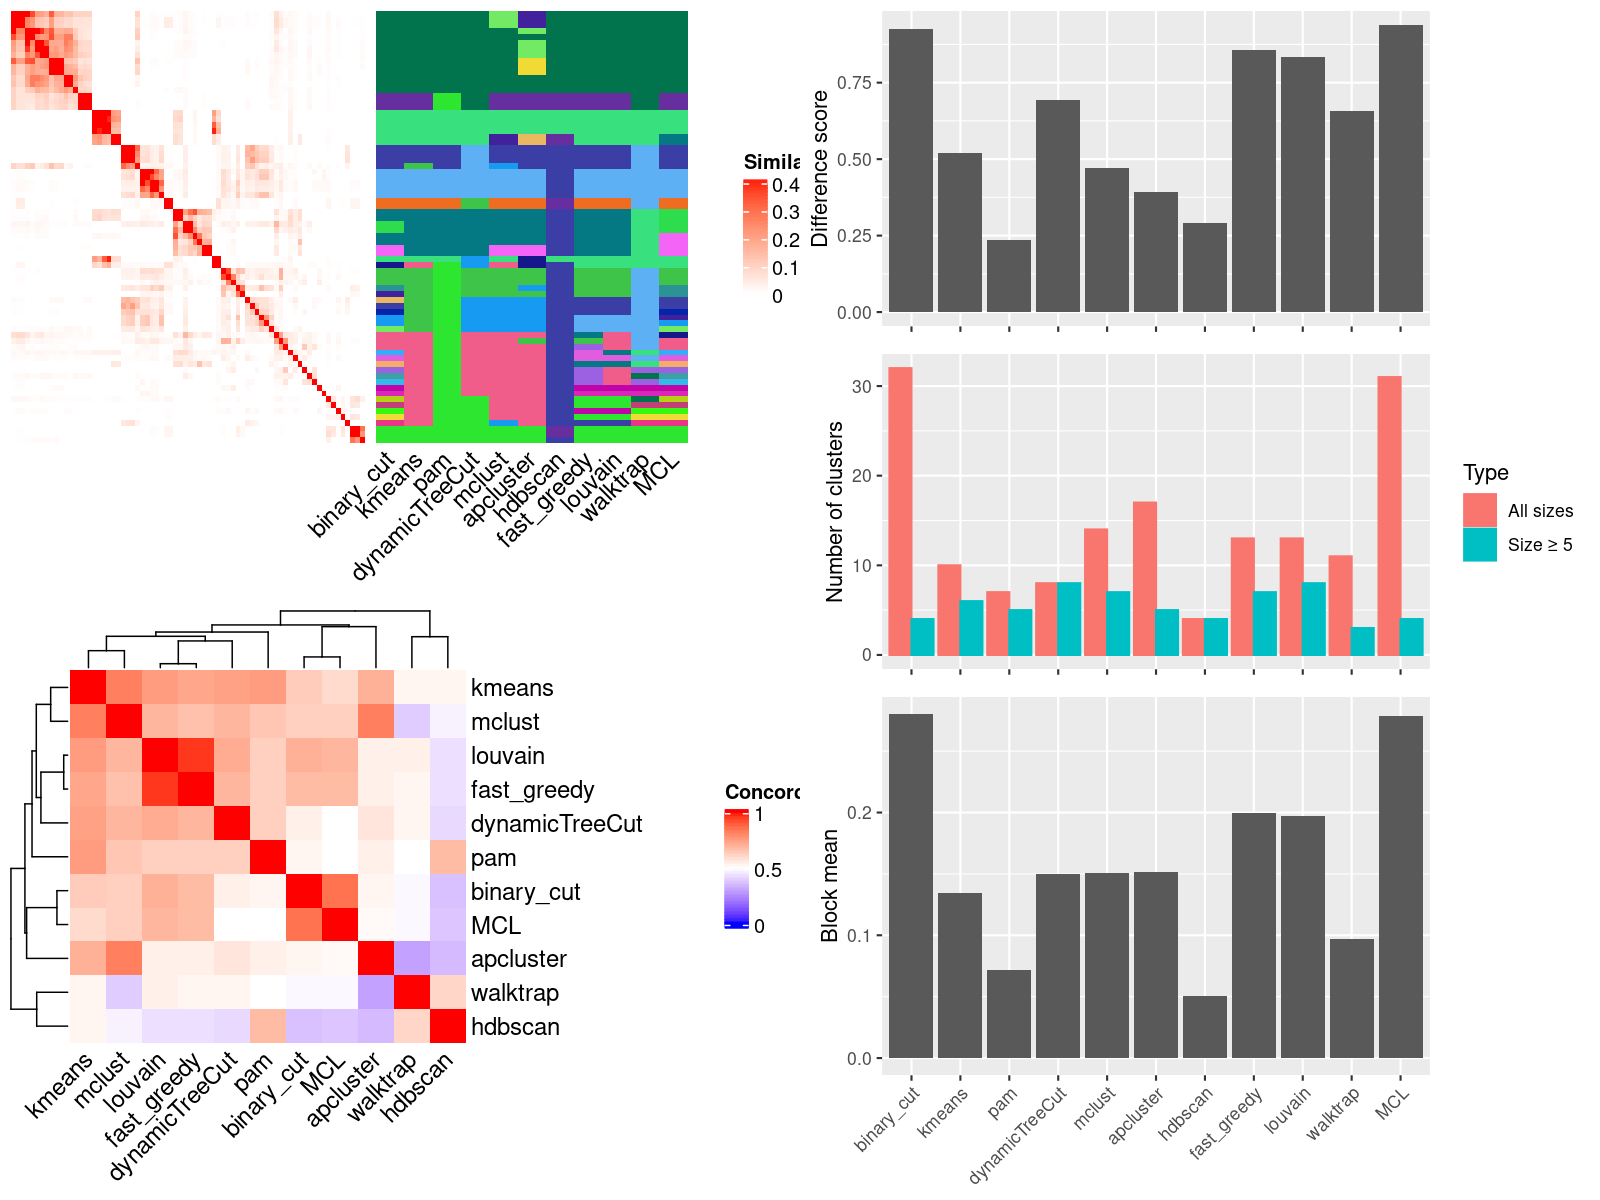 Simila
0.4
0.3
0.2
0.1
0
binary_cut
kmeans
pam
dynamicTreeCut
mclust
apcluster
hdbscan
fast_greedy
louvain
walktrap
MCL
kmeans
mclust
louvain
fast_greedy
dynamicTreeCut
pam
binary_cut
MCL
apcluster
walktrap
hdbscan
kmeans
mclust
louvain
fast_greedy
dynamicTreeCut
pam
binary_cut
MCL
apcluster
walktrap
hdbscan
Concord
1
0.5
0
Difference score
0.75
0.50
0.25
0.00
Number of clusters
30
20
10
0
Type
All sizes
Size ≥ 5
Block mean
0.2
0.1
0.0
binary_cut
kmeans
pam
dynamicTreeCut
mclust
apcluster
hdbscan
fast_greedy
louvain
walktrap
MCL